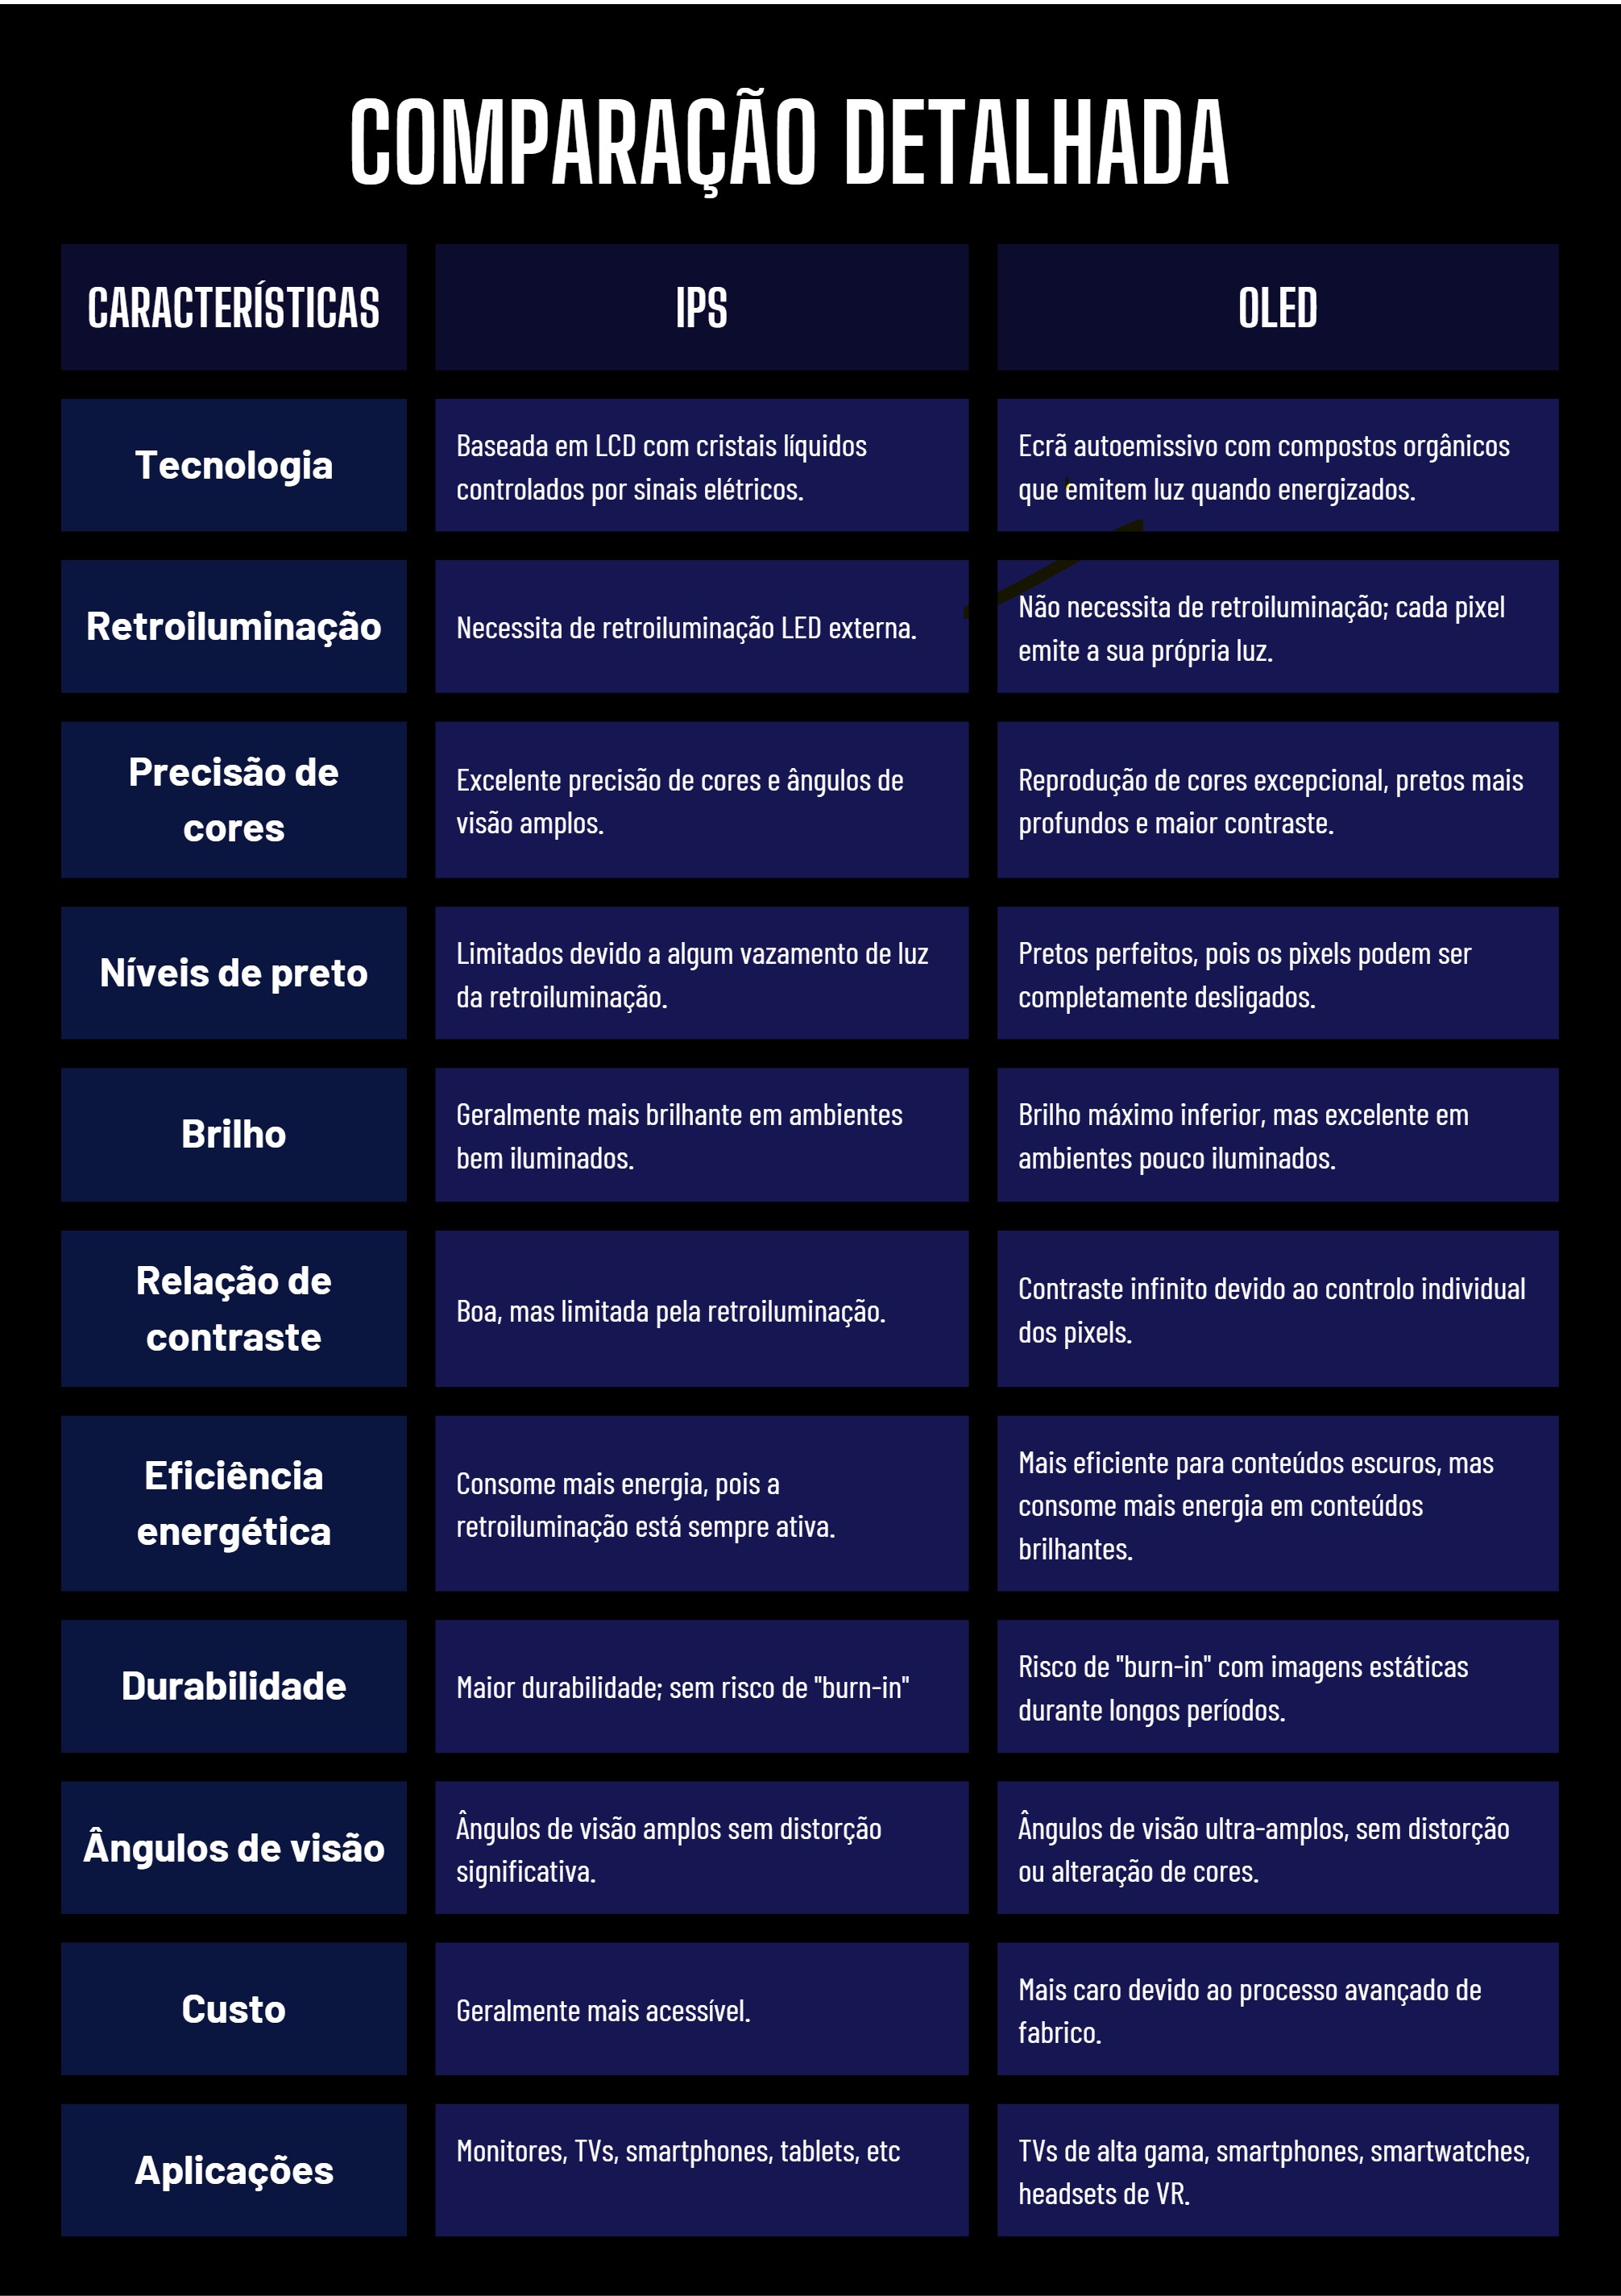 COMPARAÇÃO DETALHADA
CARACTERÍSTICAS
IPS
OLED
Tecnologia
Baseada em LCD com cristais líquidos
controlados por sinais elétricos.
Ecrã autoemissivo com compostos orgânicos
que emitem luz quando energizados.
Retroiluminação
Necessita de retroiluminação LED externa.
Não necessita de retroiluminação; cada pixel
emite a sua própria luz.
Precisão de
cores
Excelente precisão de cores e ângulos de
visão amplos.
Reprodução de cores excepcional, pretos mais
profundos e maior contraste.
Níveis de preto
Limitados devido a algum vazamento de luz
da retroiluminação.
Pretos perfeitos, pois os pixels podem ser
completamente desligados.
Brilho
Geralmente mais brilhante em ambientes
bem iluminados.
Brilho máximo inferior, mas excelente em
ambientes pouco iluminados.
Relação de
contraste
Boa, mas limitada pela retroiluminação.
Contraste infinito devido ao controlo individual
dos pixels.
Eficiência
energética
Consome mais energia, pois a
retroiluminação está sempre ativa.
Mais eficiente para conteúdos escuros, mas
consome mais energia em conteúdos
brilhantes.
Durabilidade
Maior durabilidade; sem risco de "burn-in"
Risco de "burn-in" com imagens estáticas
durante longos períodos.
Ângulos de visão
Ângulos de visão amplos sem distorção
significativa.
Ângulos de visão ultra-amplos, sem distorção
ou alteração de cores.
Custo
Geralmente mais acessível.
Mais caro devido ao processo avançado de
fabrico.
Aplicações
Monitores, TVs, smartphones, tablets, etc
TVs de alta gama, smartphones, smartwatches,
headsets de VR.